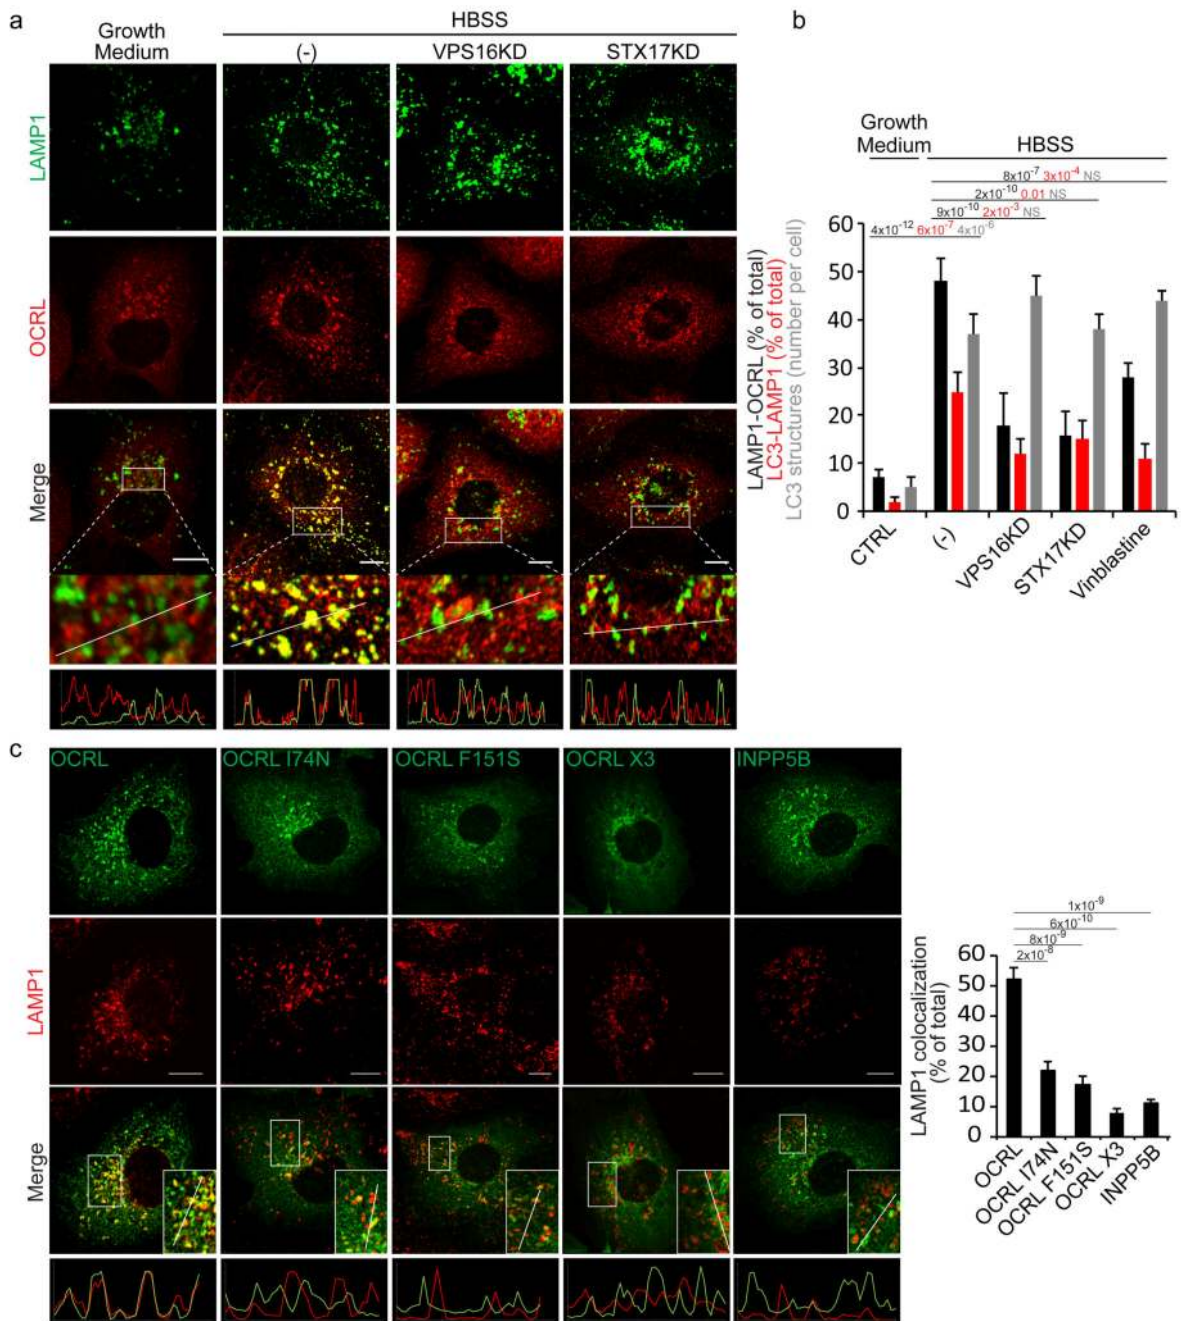 a
Growth
Medium
HBSS
(-)
VPS16KD
STX17KD
LAMP1
OCRL
Merge
b
Growth
Medium
HBSS
8x10-7 3x10-4 NS
2x10-10 0.01 NS
9x10-10 2x10-3 NS
4x10-12 6x10-7 4x10-6
LAMP1-OCRL (% of total)
LC3-LAMP1 (% of total)
LC3 structures (number per cell)
60
50
40
30
20
10
0
CTRL
(-)
VPS16KD
STX17KD
Vinblastine
c
OCRL
OCRL I74N
OCRL F151S
OCRL X3
INPP5B
LAMP1
Merge
1x10-9
6x10-10
8x10-9
2x10-8
LAMP1 colocalization
(% of total)
60
50
40
30
20
10
0
OCRL
OCRL I74N
OCRL F151S
OCRL X3
INPP5B